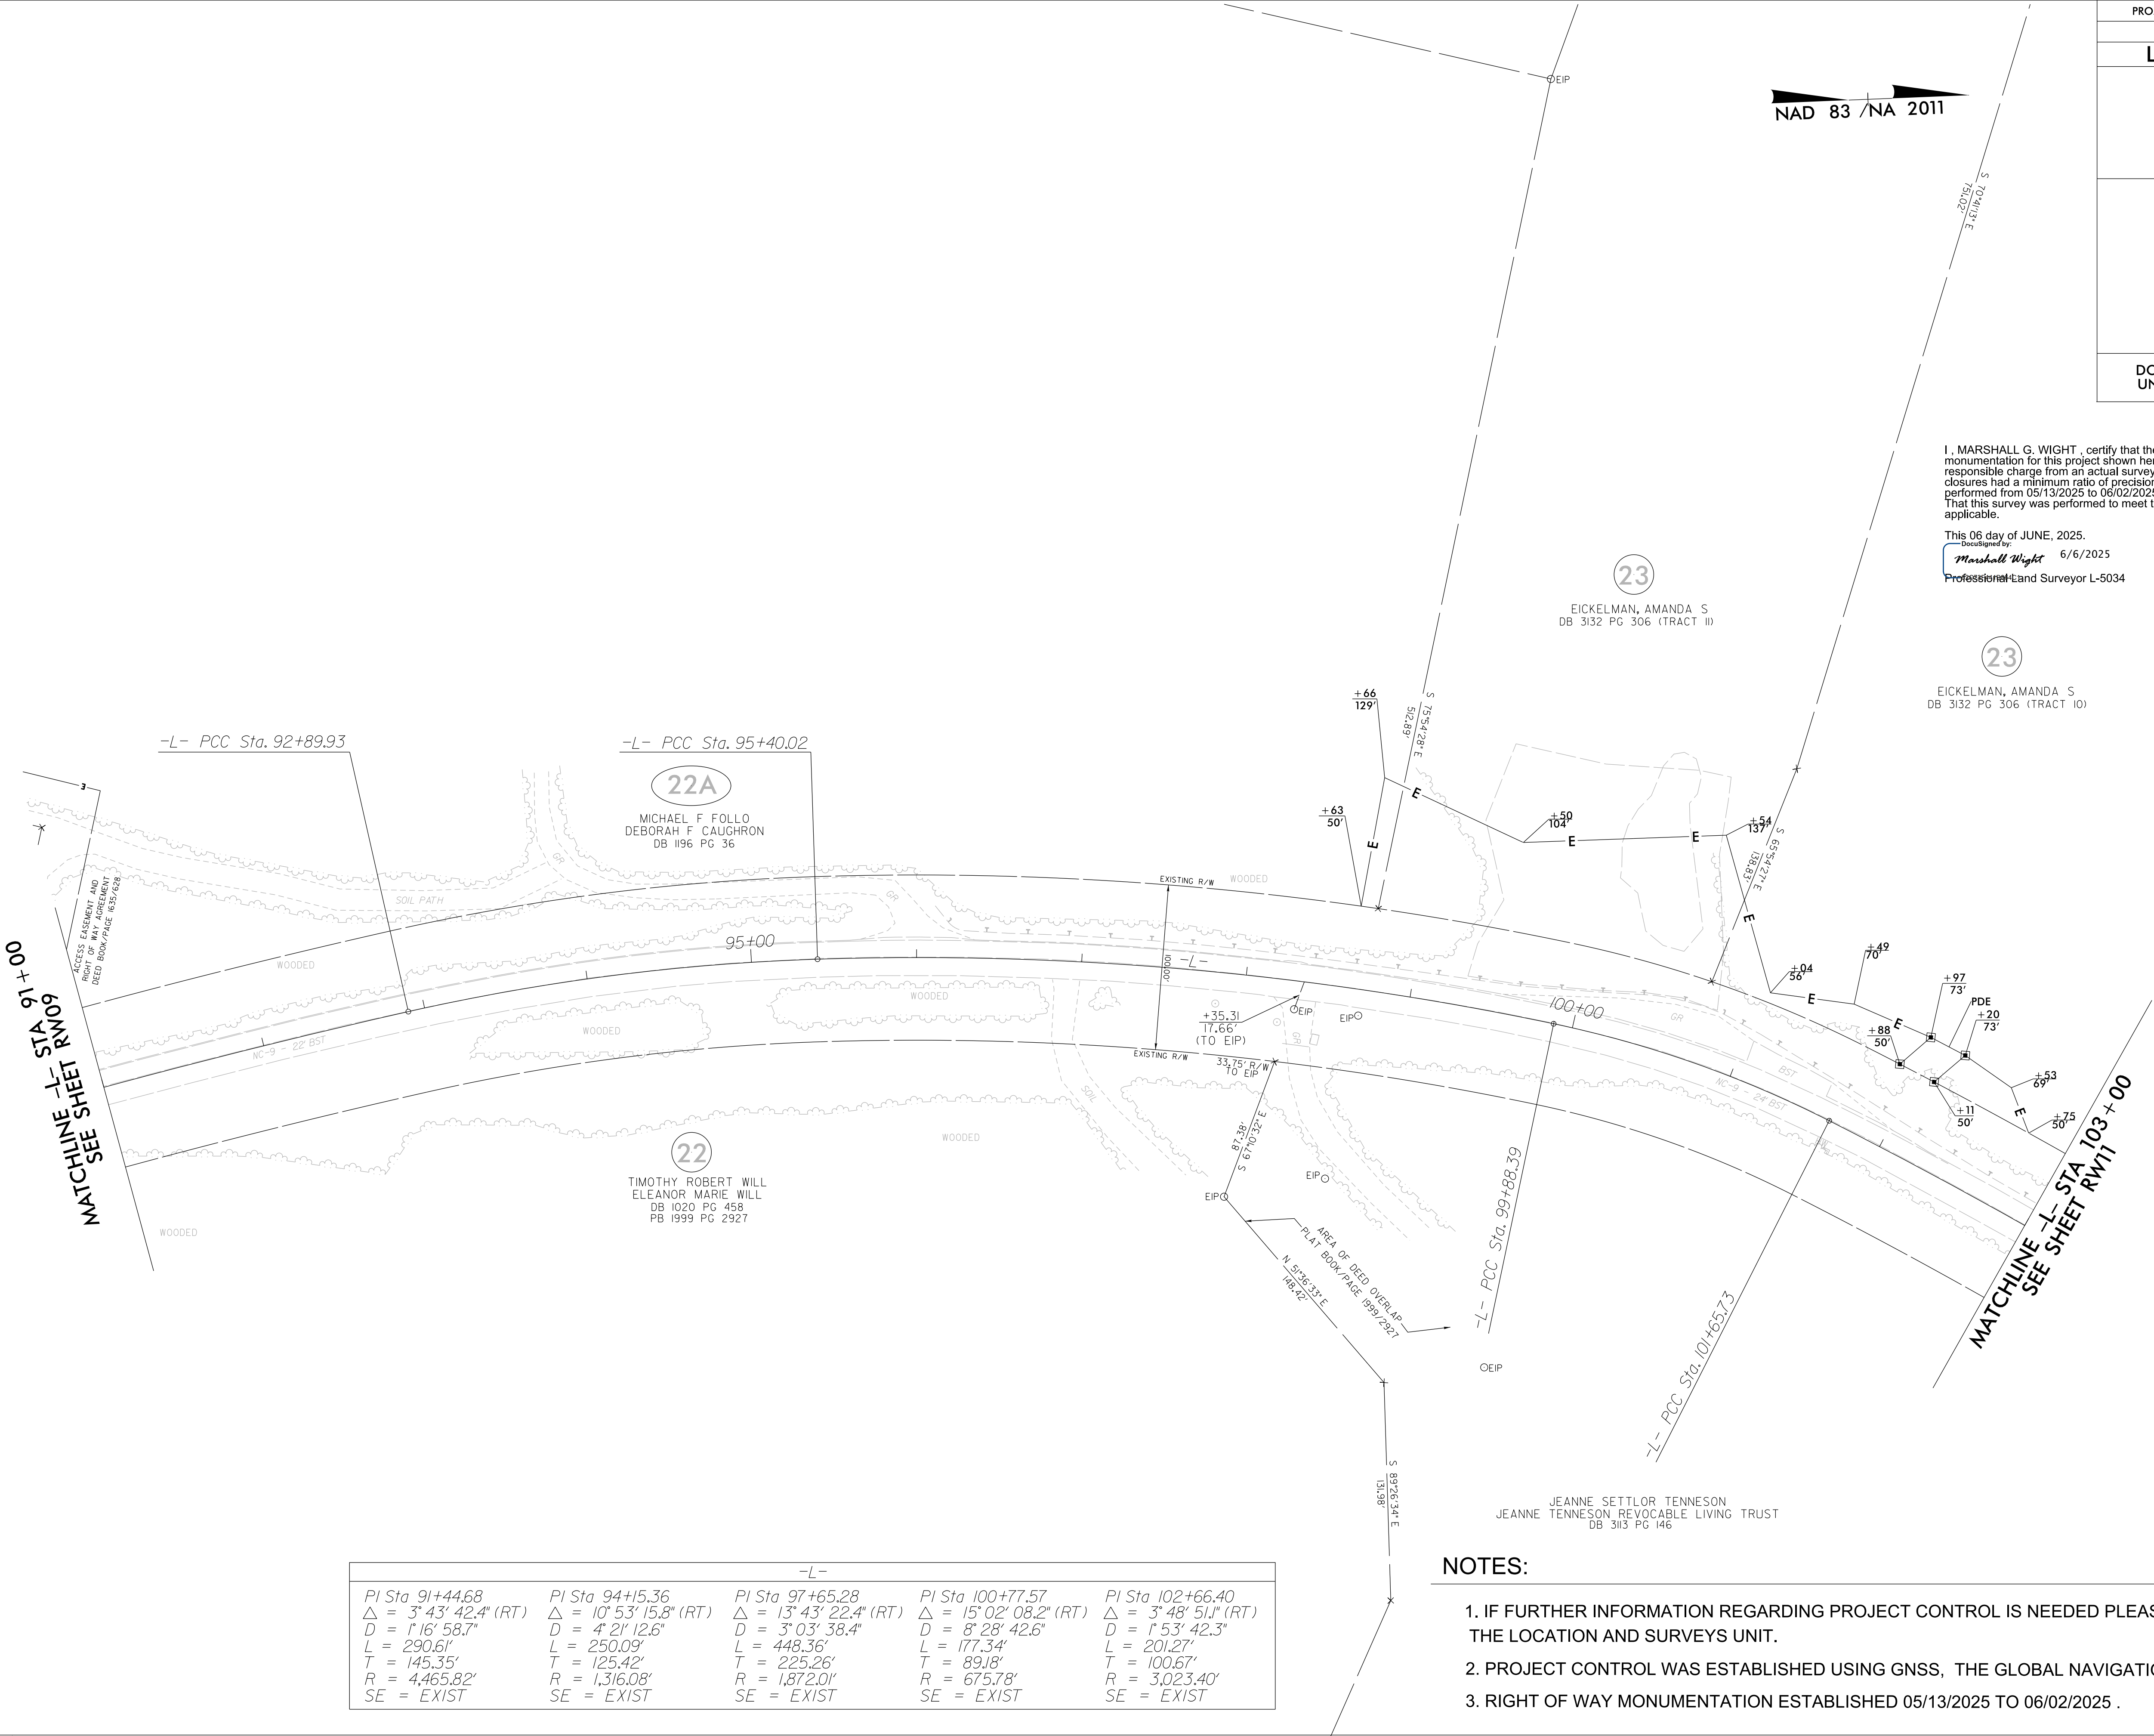 EIP
NAD 83 /NA 2011
S 70°41'13" E
751.02'
I , MARSHALL G. WIGHT , certify that the
monumentation for this project shown
responsible charge from an actual survey
closures had a minimum ratio of precision
performed from 05/13/2025 to
That this survey was performed to meet
applicable.
This 06 day of JUNE, 2025.
DocuSigned by:
Marshall Wight 6/6/2025
Professional Land Surveyor L-5034
23
EICKELMAN, AMANDA S
DB 3132 PG 306 (TRACT 11)
23
EICKELMAN, AMANDA S
DB 3132 PG 306 (TRACT 10)
+66
129'
S 75°54'28" E
512.89'
-L- PCC Sta. 92+89.93
-L- PCC Sta. 95+40.02
22A
MICHAEL F FOLLO
DEBORAH F CAUGHRON
DB 1196 PG 36
+63
50'
E
E
E
E
+50
104'
+54
137'
S 65°54'27" E
138.83'
E
EXISTING R/W
WOODED
GR
GR
SOIL PATH
ACCESS EASEMENT AND
RIGHT OF WAY AGREEMENT
DEED BOOK/PAGE 1635/628
95+00
-L-
100.00'
WOODED
WOODED
WOODED
NC-9 - 22' BST
MATCHLINE -L- STA 91+00
SEE SHEET RW09
+35.31
17.66'
(TO EIP)
EIP
EIP
100+00
GR
GR
EXISTING R/W
33.75' R/W
TO EIP
SOIL
+04
56'
E
+49
70'
E
+97
73'
PDE
+20
73'
+88
50'
+53
69'
E
+11
50'
+75
50'
BST
NC-9 - 24' BST
WOODED
22
TIMOTHY ROBERT WILL
ELEANOR MARIE WILL
DB 1020 PG 458
PB 1999 PG 2927
WOODED
87.38'
S 67°10'32" E
EIP
EIP
AREA OF DEED OVERLAP
PLAT BOOK/PAGE 1999/2927
N 51°36'33" E
148.42'
EIP
-L- PCC Sta. 99+88.39
-L- PCC Sta. 101+65.73
MATCHLINE -L- STA 103+00
SEE SHEET RW11
S 89°26'34" E
131.98'
JEANNE SETTLOR TENNESON
JEANNE TENNESON REVOCABLE LIVING TRUST
DB 3113 PG 146
-L-
PI Sta 91+44.68
△ = 3° 43' 42.4" (RT)
D = 1° 16' 58.7"
L = 290.61'
T = 145.35'
R = 4,465.82'
SE = EXIST
PI Sta 94+15.36
△ = 10° 53' 15.8" (RT)
D = 4° 21' 12.6"
L = 250.09'
T = 125.42'
R = 1,316.08'
SE = EXIST
PI Sta 97+65.28
△ = 13° 43' 22.4" (RT)
D = 3° 03' 38.4"
L = 448.36'
T = 225.26'
R = 1,872.01'
SE = EXIST
PI Sta 100+77.57
△ = 15° 02' 08.2" (RT)
D = 8° 28' 42.6"
L = 177.34'
T = 89.18'
R = 675.78'
SE = EXIST
PI Sta 102+66.40
△ = 3° 48' 51.1" (RT)
D = 1° 53' 42.3"
L = 201.27'
T = 100.67'
R = 3,023.40'
SE = EXIST
NOTES:
1. IF FURTHER INFORMATION REGARDING PROJECT CONTROL IS NEEDED
THE LOCATION AND SURVEYS UNIT.
2. PROJECT CONTROL WAS ESTABLISHED USING GNSS, THE GLOBAL
3. RIGHT OF WAY MONUMENTATION ESTABLISHED 05/13/2025 TO 06/02/2025 .